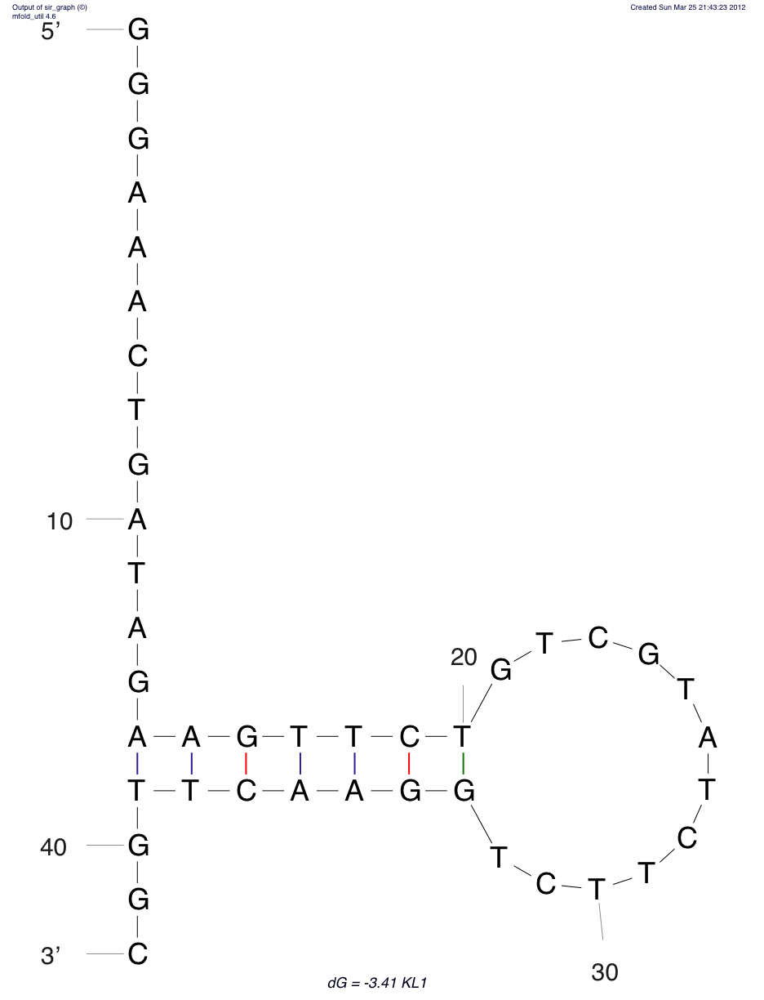 Output of sir_graph (©)
mfold_util 4.6
Created Sun Mar 25 21:43:23 2012
5’ G
G
G
A
A
A
C
T
G
10 A
T
A
G
20
G T C G T A T C T T C T
A A G T T C T
T T C A A G G
40 G
G
3’ C
30
dG = -3.41 KL1